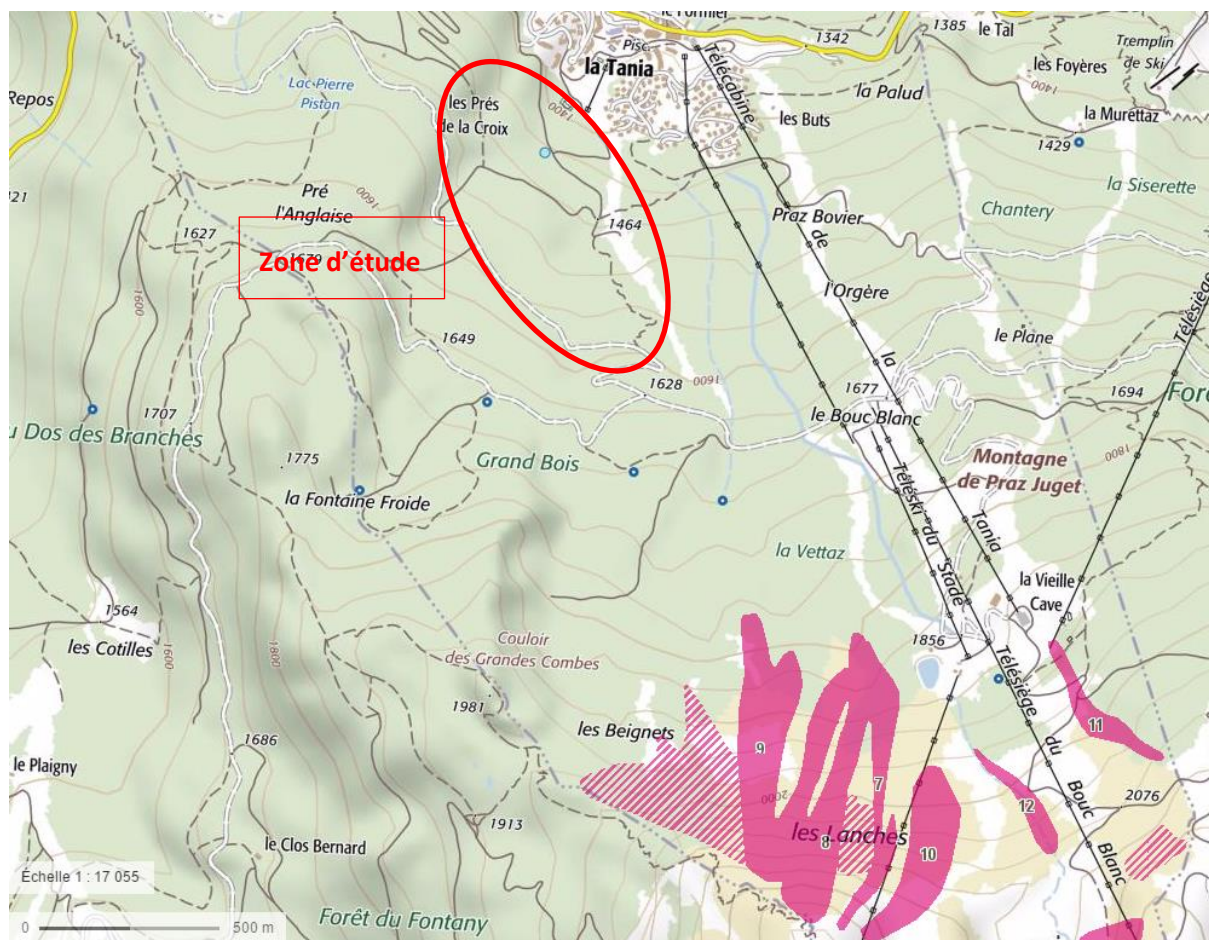 le Formier
1385
le Tal
Tremplin
de Ski
1342
Pisc.
la Tania
Télécabine
les Foyères
1400
Repos
Lac Pierre
Piston
les Prés
de la Croix
1400
la Palud
les Buts
la Murettaz
1429
la Siserette
Pré
l'Anglaise
1600
1464
Praz Bovier
de
Chantery
Télésiège
1627
Zone d'étude
1679
l'Orgère
1600
1649
le Plane
la
1628
1600
1677
1694
Foré
1707
le Bouc Blanc
1800
u Dos des Branches
Grand Bois
Montagne
de Praz Juget
1775
la Fontaine Froide
Téléski du Stade
Tania
la Vettaz
la Vieille
Cave
1564
les Cotilles
1600
1800
Couloir
des Grandes Combes
1856
Télésiège du Bouc Blanc
1981
les Beignets
11
le Plaigny
1686
9
7
2000
12
2076
1913
les Lanches
8
10
le Clos Bernard
Échelle 1 : 17 055
0
500 m
Forêt du Fontany